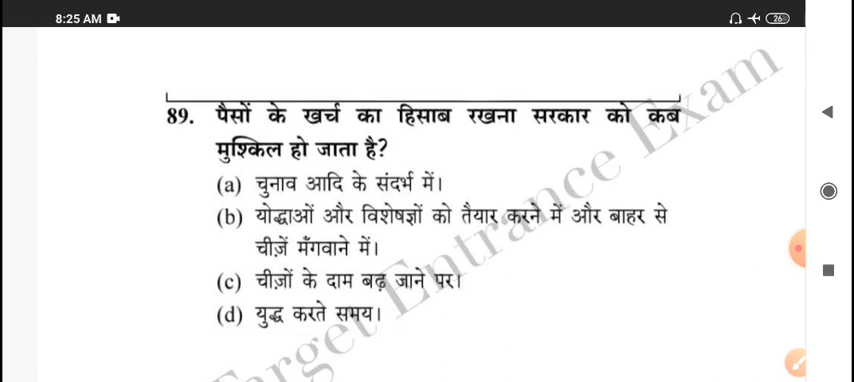 8:25 AM
26
89. पैसों के खर्च का हिसाब रखना सरकार को कब
मुश्किल हो जाता है?
(a) चुनाव आदि के संदर्भ में।
(b) योद्धाओं और विशेषज्ञों को तैयार करने में और बाहर से
चीज़ें मँगवाने में।
(c) चीज़ों के दाम बढ़ जाने पर।
(d) युद्ध करते समय।
Target Entrance Exam